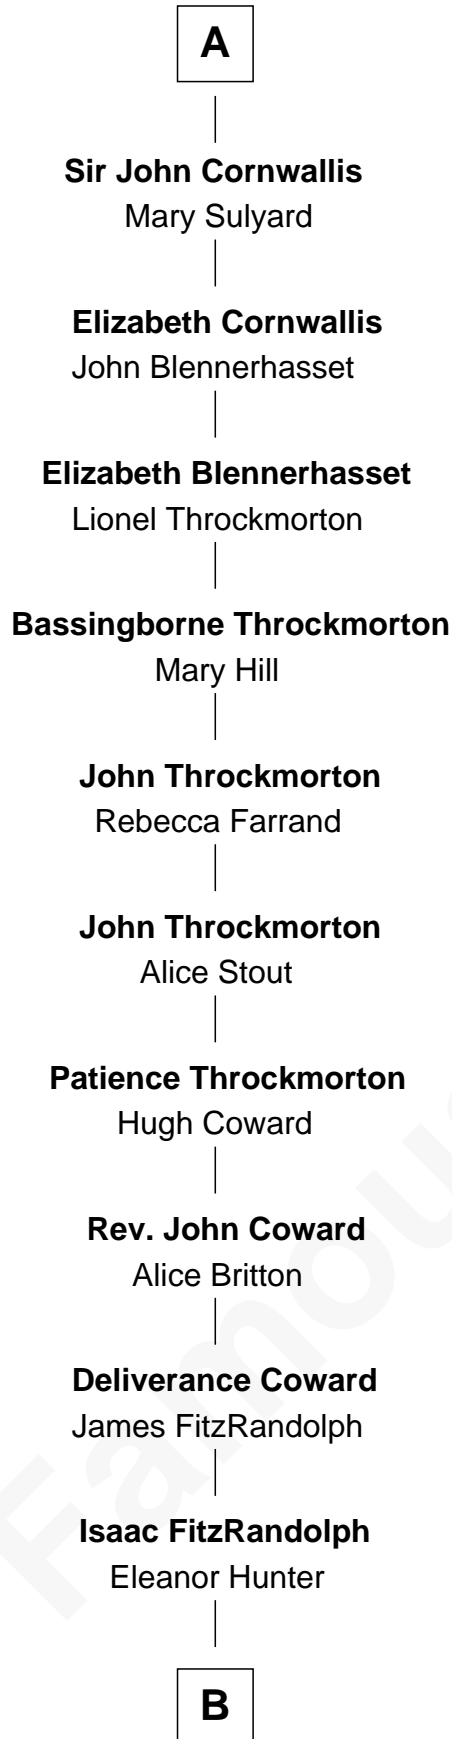 A
Sir John Cornwallis
Mary Sulyard
Elizabeth Cornwallis
John Blennerhasset
Elizabeth Blennerhasset
Lionel Throckmorton
Bassingborne Throckmorton
Mary Hill
John Throckmorton
Rebecca Farrand
John Throckmorton
Alice Stout
Patience Throckmorton
Hugh Coward
Rev. John Coward
Alice Britton
Deliverance Coward
James FitzRandolph
Isaac FitzRandolph
Eleanor Hunter
B
Famou